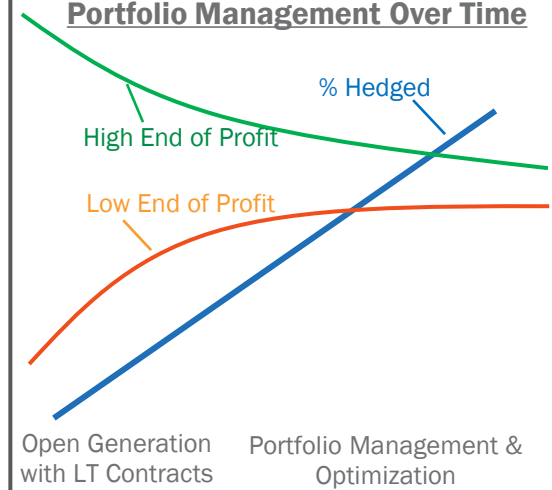 Portfolio Management Over Time
% Hedged
High End of Profit
Low End of Profit
Open Generation
with LT Contracts
Portfolio Management &
Optimization